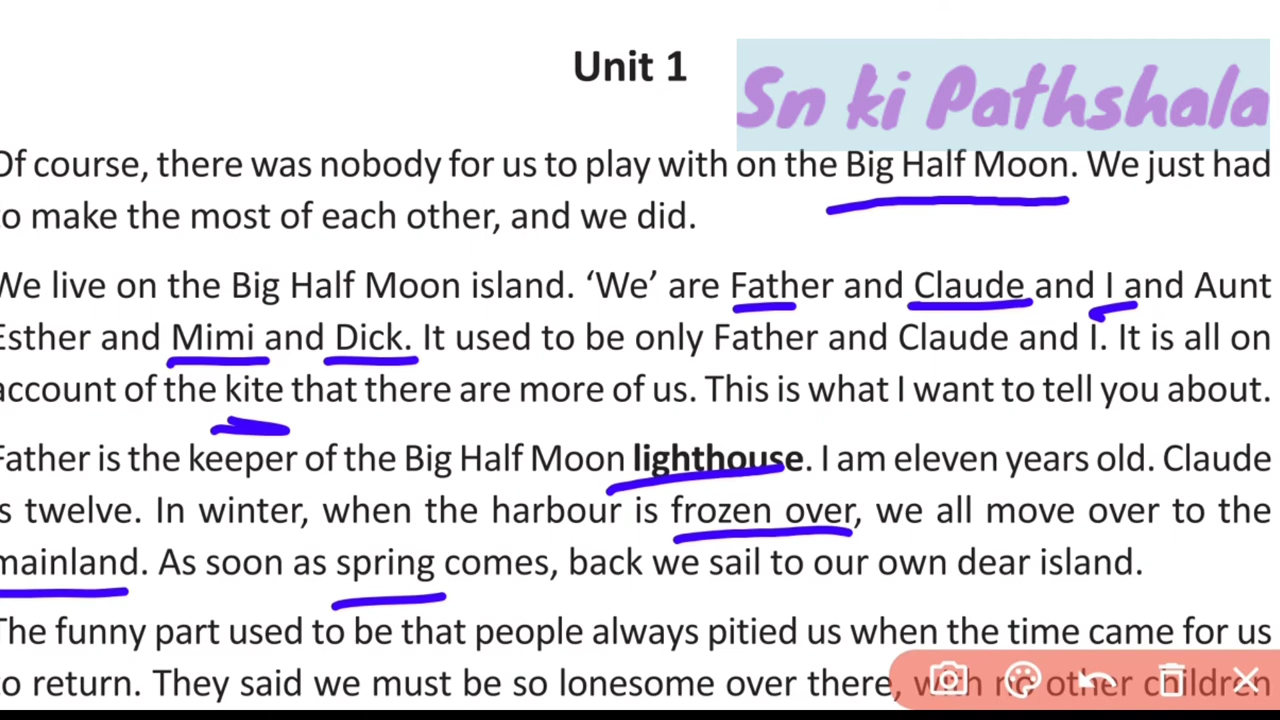 Unit 1
Sn ki Pathshala
Of course, there was nobody for us to play with on the Big Half Moon. We just had
to make the most of each other, and we did.
We live on the Big Half Moon island. ‘We’ are Father and Claude and I and Aunt
Esther and Mimi and Dick. It used to be only Father and Claude and I. It is all on
account of the kite that there are more of us. This is what I want to tell you about.
Father is the keeper of the Big Half Moon lighthouse. I am eleven years old. Claude
is twelve. In winter, when the harbour is frozen over, we all move over to the
mainland. As soon as spring comes, back we sail to our own dear island.
The funny part used to be that people always pitied us when the time came for us
to return. They said we must be so lonesome over there, with no other children